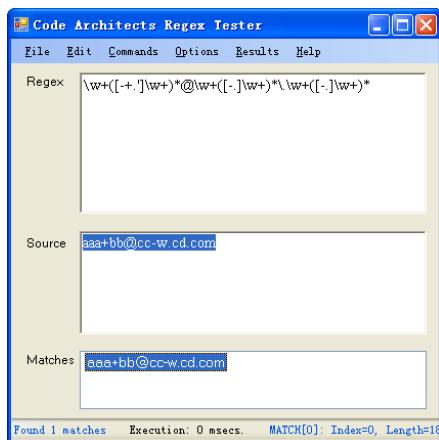 Code Architects Regex Tester
File Edit Commands Options Results Help
Regex
\w+([-+.']\w+)*@\w+([-.]\w+)*\.\w+([-.]\w+)*
Source
aaa+bb@cc-w.cd.com
Matches
aaa+bb@cc-w.cd.com
Found 1 matches Execution: 0 msecs. MATCH[0]: Index=0, Length=18